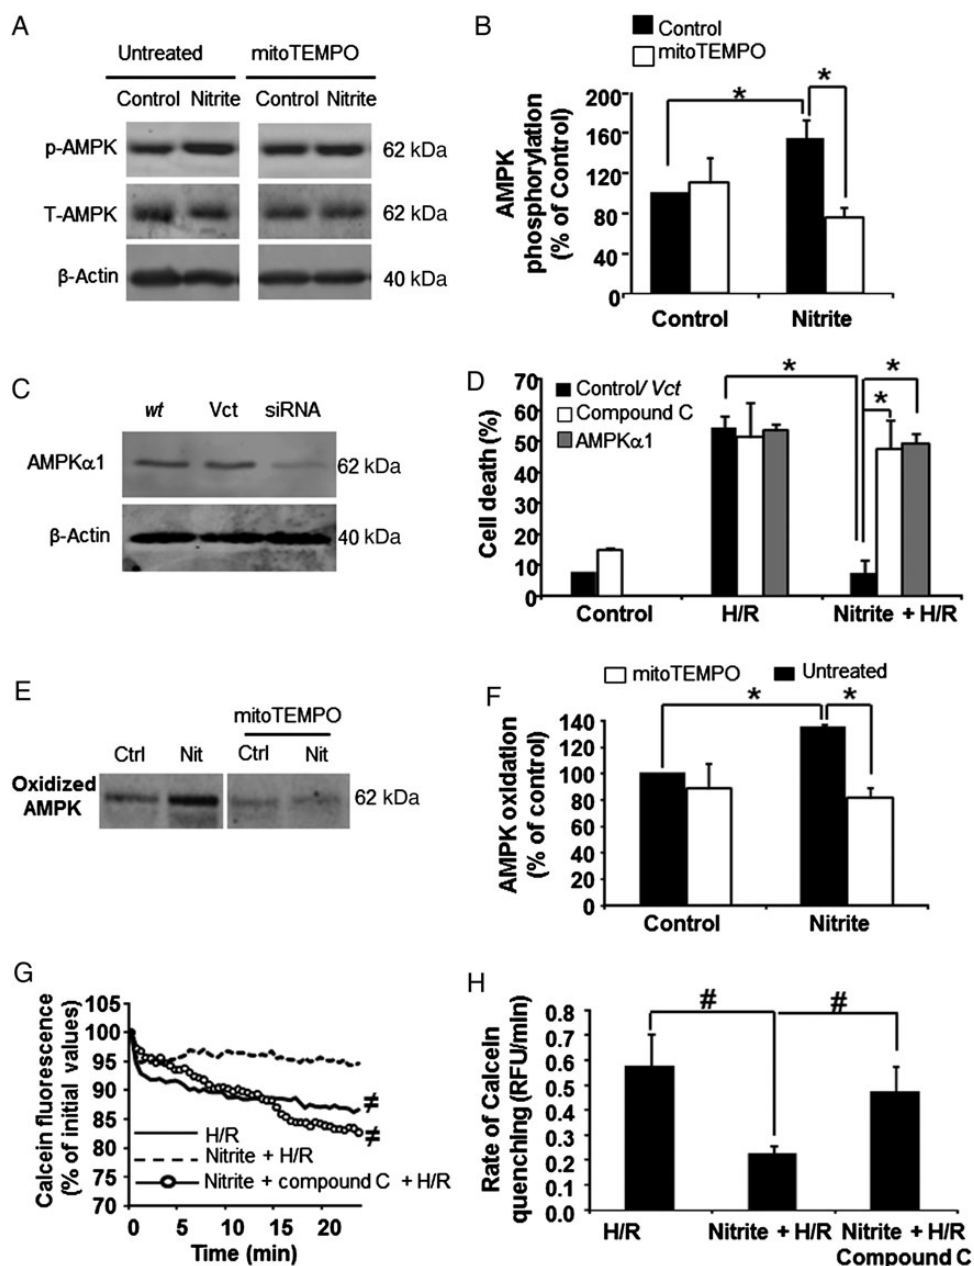 A
Untreated mitoTEMPO
Control Nitrite Control Nitrite
p-AMPK 62 kDa
T-AMPK 62 kDa
β-Actin 40 kDa
B
Control
mitoTEMPO
AMPK
phosphorylation
(% of Control)
200
160
120
80
40
0
* *
Control Nitrite
C
wt Vct siRNA
AMPKα1 62 kDa
β-Actin 40 kDa
D
Control/ Vct
Compound C
AMPKα1
Cell death (%)
70
60
50
40
30
20
10
0
* * *
Control H/R Nitrite + H/R
E
mitoTEMPO
Ctrl Nit Ctrl Nit
Oxidized
AMPK
62 kDa
F
mitoTEMPO Untreated
AMPK oxidation
(% of control)
140
120
100
80
60
40
20
0
* *
Control Nitrite
G
Calcein fluorescence
(% of initial values)
105
100
95
90
85
80
75
70
≠
≠
H/R
Nitrite + H/R
Nitrite + compound C + H/R
0 5 10 15 20
Time (min)
H
Rate of Calcein
quenching (RFU/min)
0.8
0.7
0.6
0.5
0.4
0.3
0.2
0.1
0
# #
H/R Nitrite + H/R Nitrite + H/R
Compound C